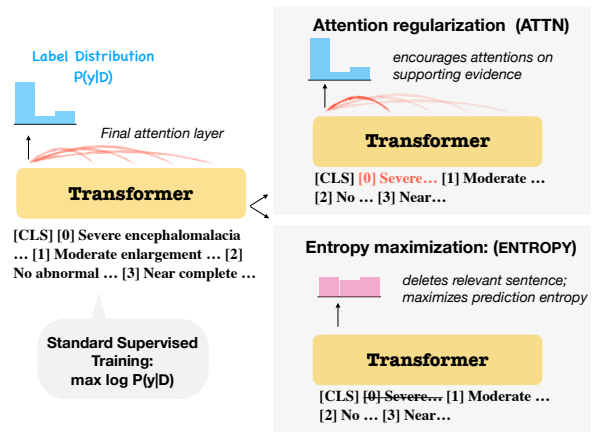 Label Distribution
P(y|D)
Final attention layer
Transformer
[CLS] [0] Severe encephalomalacia
… [1] Moderate enlargement … [2]
No abnormal … [3] Near complete …
Standard Supervised
Training:
max log P(y|D)
Attention regularization (ATTN)
encourages attentions on
supporting evidence
Transformer
[CLS] [0] Severe… [1] Moderate …
[2] No … [3] Near…
Entropy maximization: (ENTROPY)
deletes relevant sentence;
maximizes prediction entropy
Transformer
[CLS] [0] Severe… [1] Moderate …
[2] No … [3] Near…